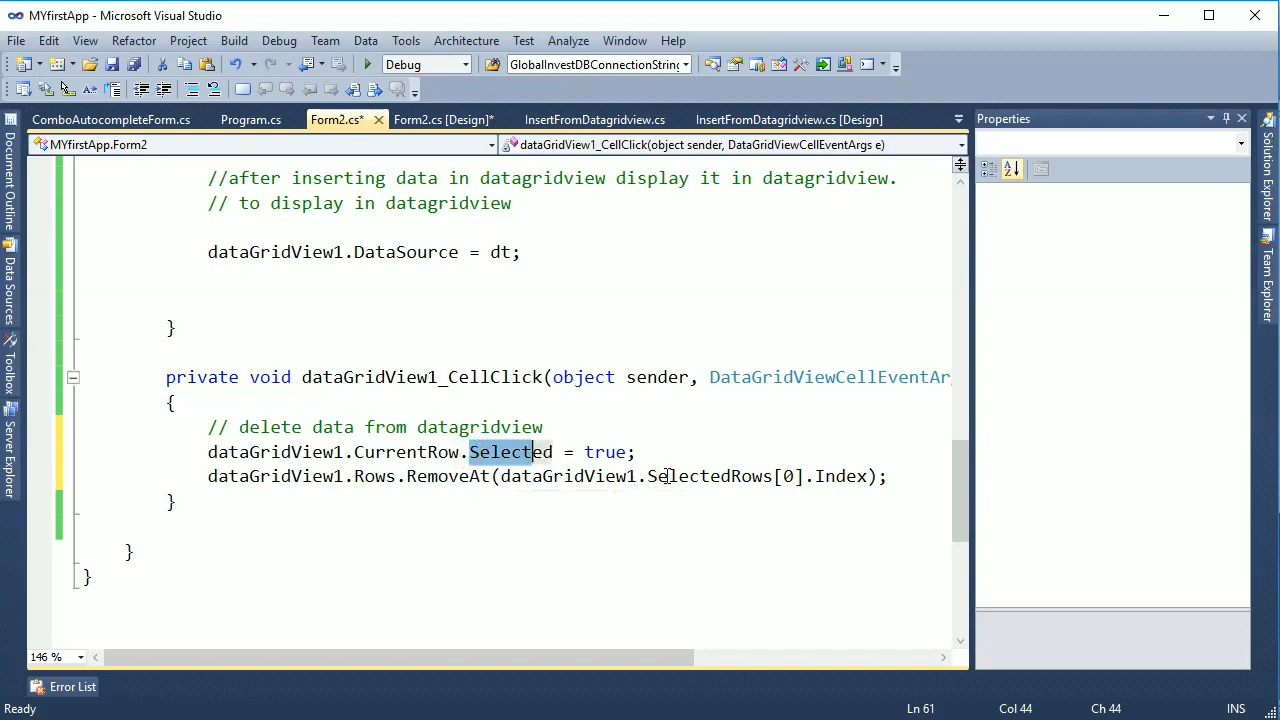 MYfirstApp - Microsoft Visual Studio
File Edit View Refactor Project Build Debug Team Data Tools Architecture Test Analyze Window Help
Debug GlobalInvestDBConnectionString
ComboAutocompleteForm.cs Program.cs Form2.cs* Form2.cs [Design]* InsertFromDatagridview.cs InsertFromDatagridview.cs [Design]
Properties
MYfirstApp.Form2 dataGridView1_CellClick(object sender, DataGridViewCellEventArgs e)
//after inserting data in datagridview display it in datagridview.
// to display in datagridview
dataGridView1.DataSource = dt;
}
private void dataGridView1_CellClick(object sender, DataGridViewCellEventAr
{
// delete data from datagridview
dataGridView1.CurrentRow.Selected = true;
dataGridView1.Rows.RemoveAt(dataGridView1.SelectedRows[0].Index);
}
}
}
146 %
Error List
Ready Ln 61 Col 44 Ch 44 INS
Document Outline
Data Sources
Toolbox
Server Explorer
Solution Explorer
Team Explorer